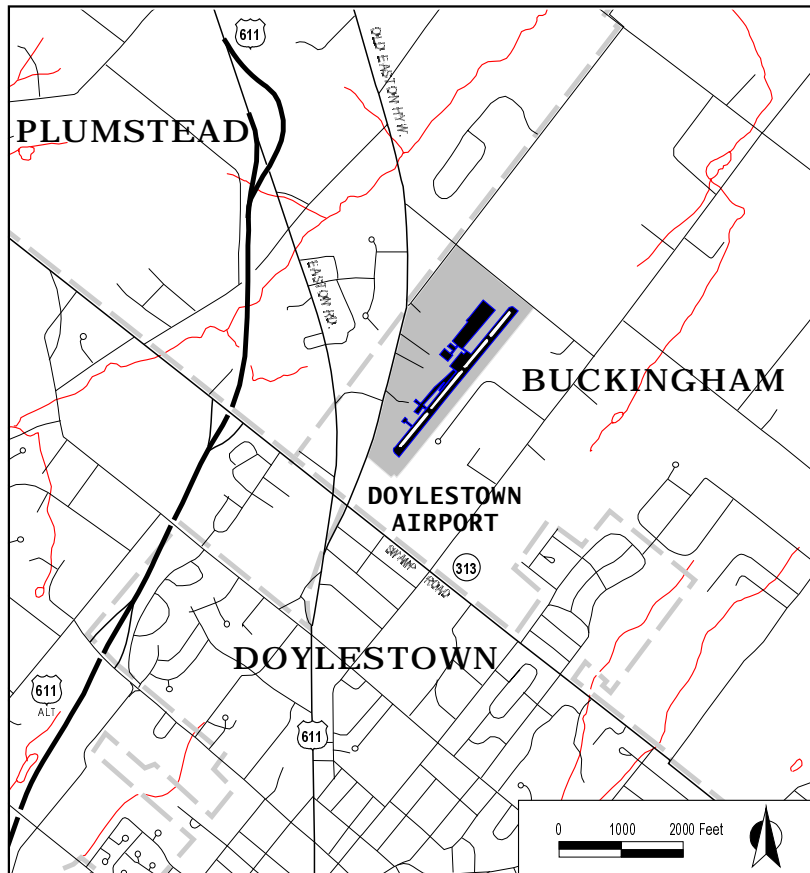 611
OLD EASTON HYW.
PLUMSTEAD
EASTON RD.
BUCKINGHAM
DOYLESTOWN
AIRPORT
SWAMP ROAD
313
DOYLESTOWN
611
ALT
611
0 1000 2000 Feet